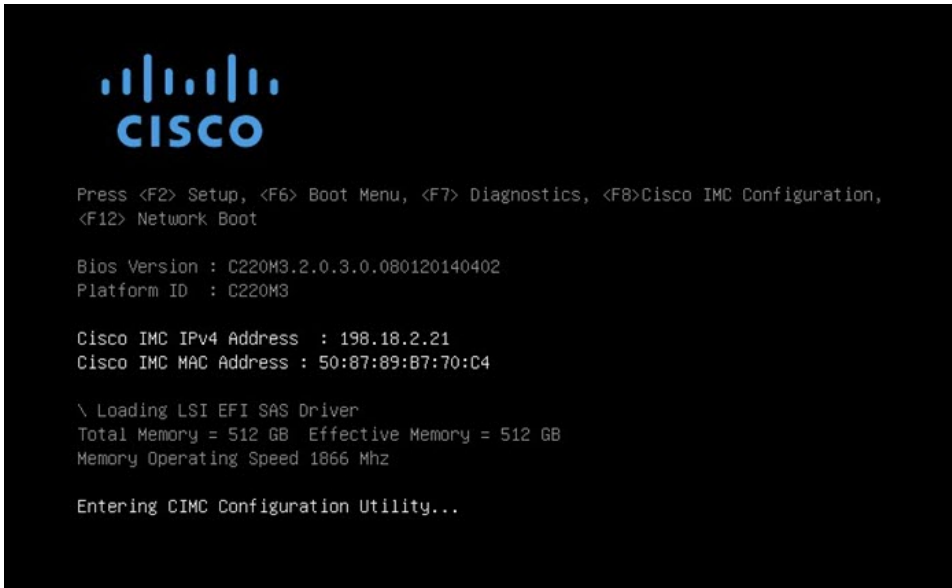 CISCO
Press <F2> Setup, <F6> Boot Menu, <F7> Diagnostics, <F8>Cisco IMC Configuration,
<F12> Network Boot
Bios Version : C220M3.2.0.3.0.080120140402
Platform ID  : C220M3
Cisco IMC IPv4 Address  : 198.18.2.21
Cisco IMC MAC Address : 50:87:89:B7:70:C4
\ Loading LSI EFI SAS Driver
Total Memory = 512 GB  Effective Memory = 512 GB
Memory Operating Speed 1866 Mhz
Entering CIMC Configuration Utility...